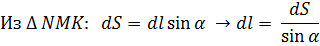 Из Δ NMK: dS = dl sin α → dl = dS / sin α